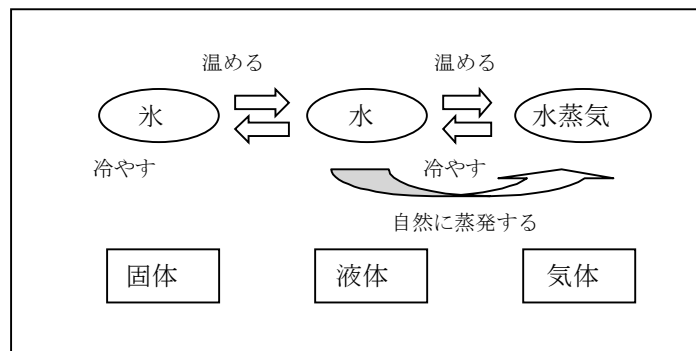 温める 温める
氷 水 水蒸気
冷やす 冷やす
自然に蒸発する
固体 液体 気体